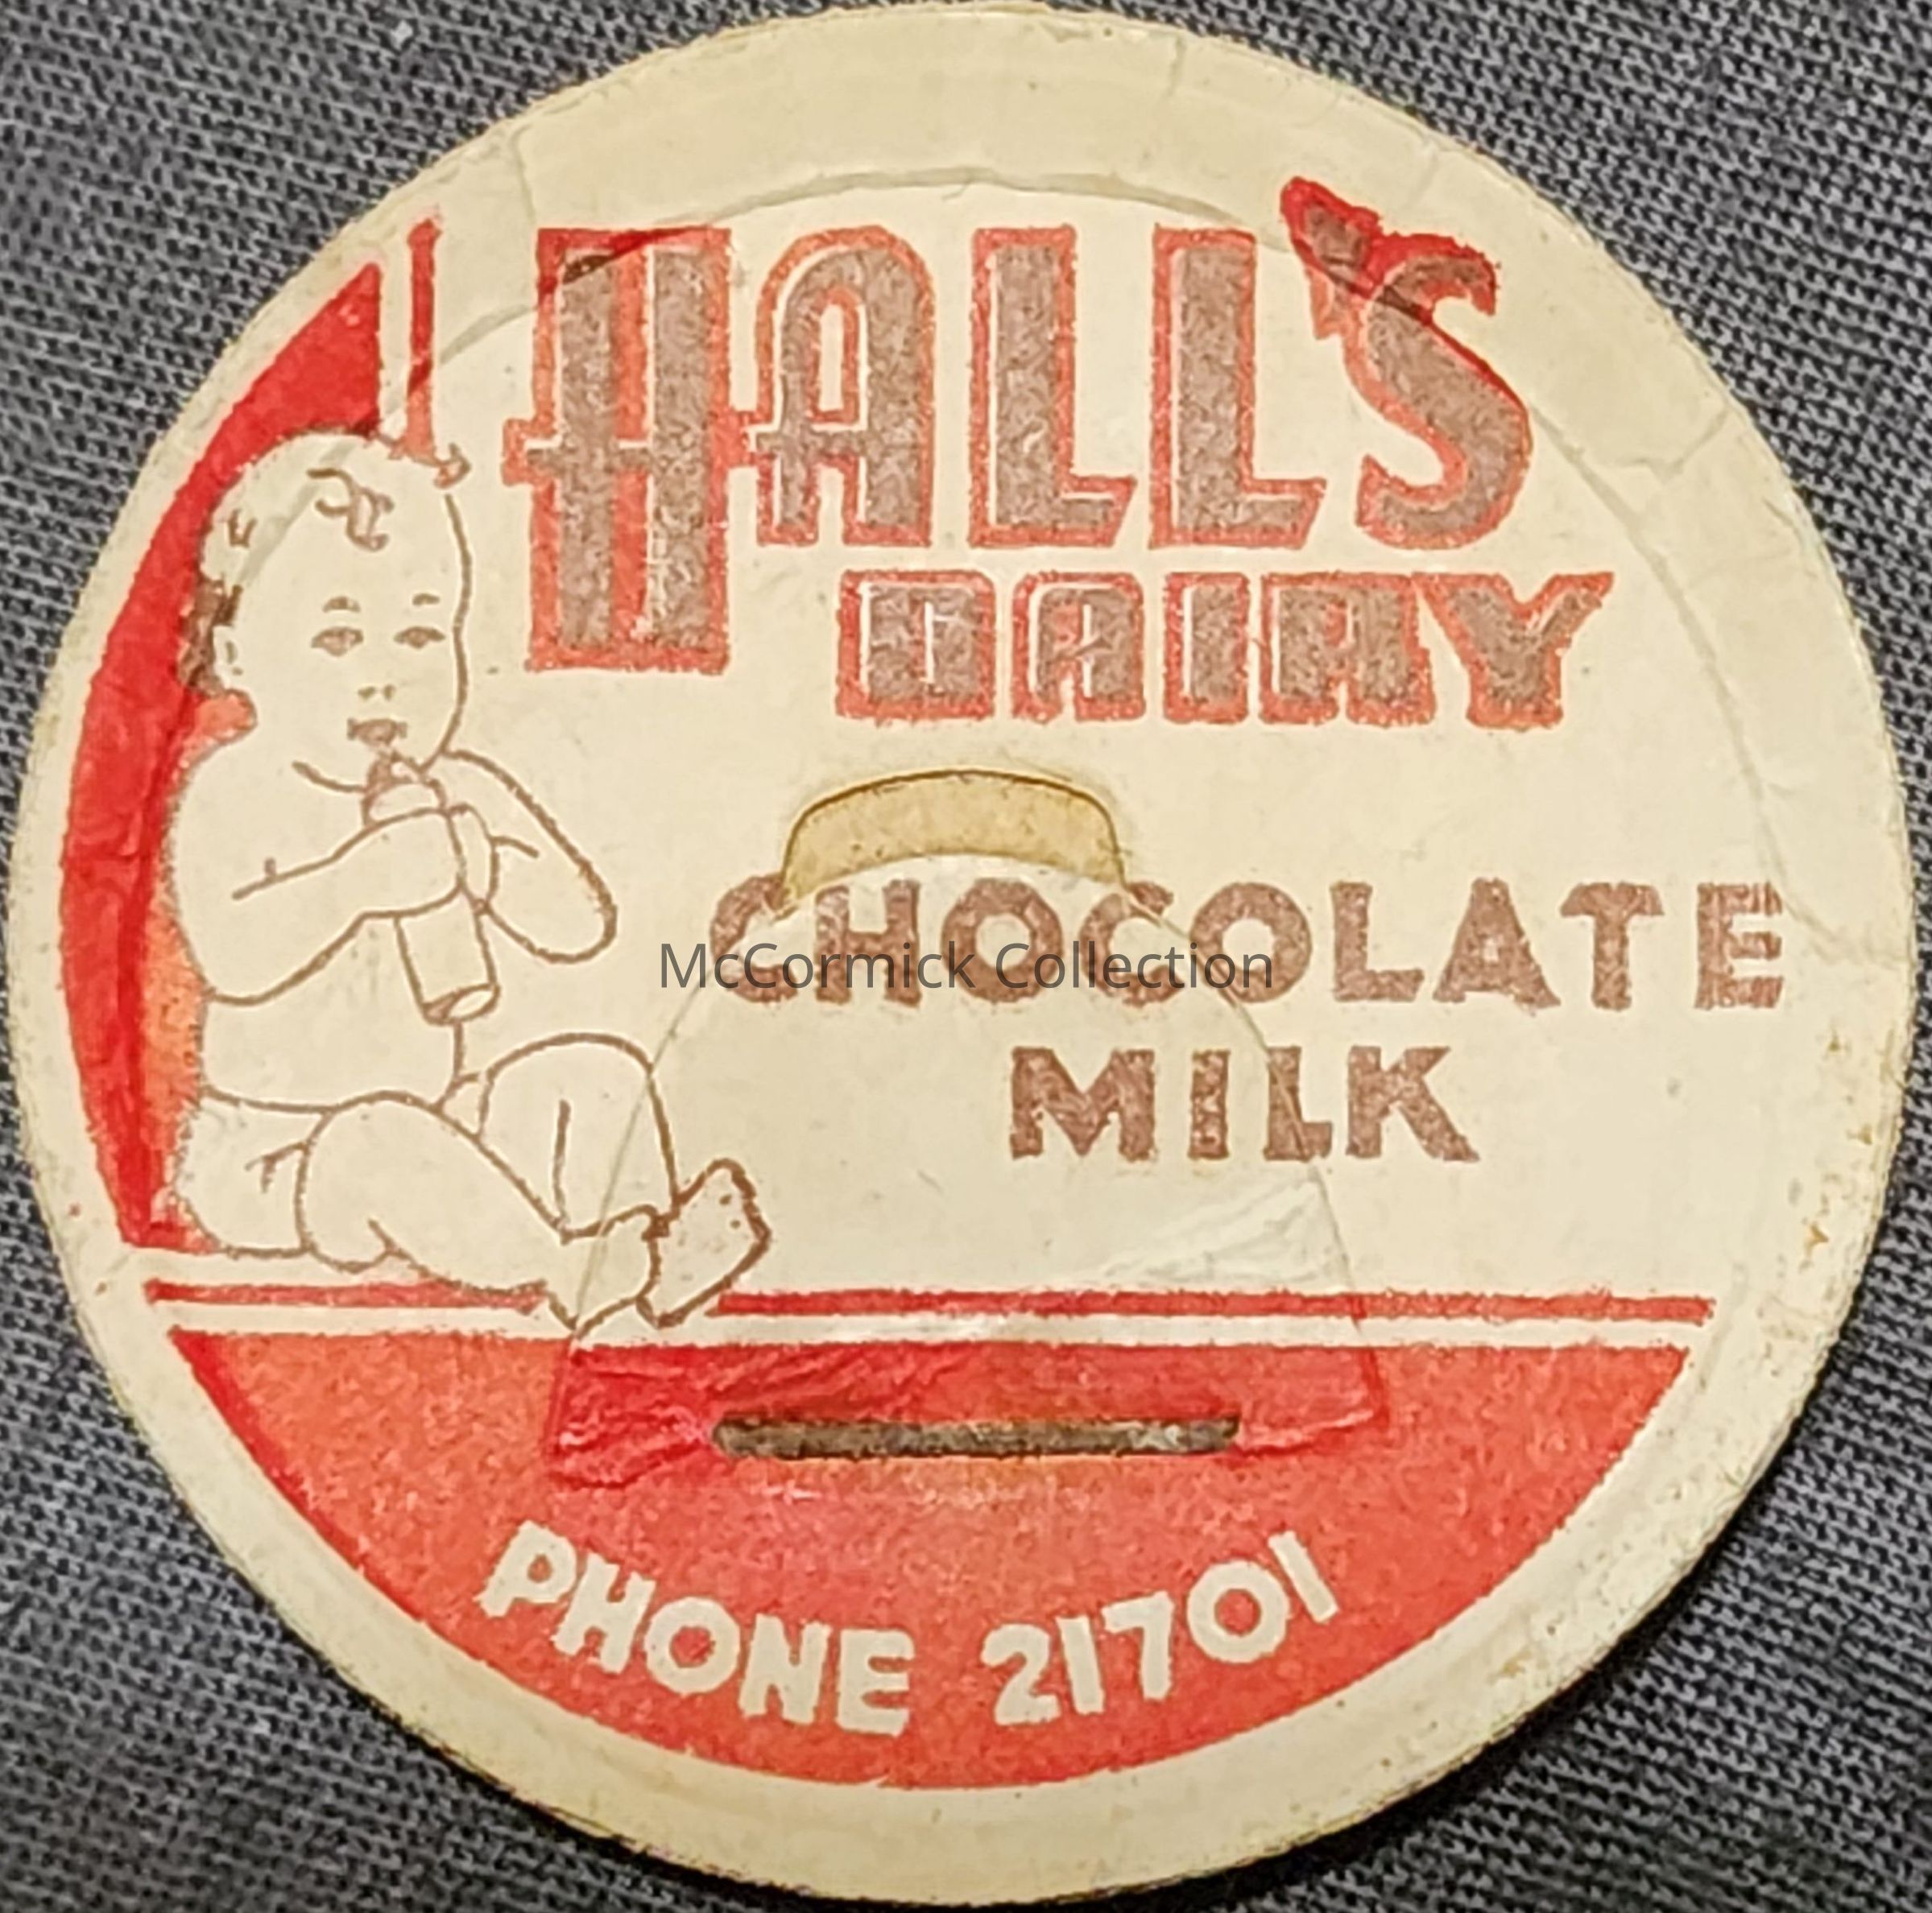 HALL'S
DAIRY
CHOCOLATE
McCormick Collection
MILK
PHONE 21701